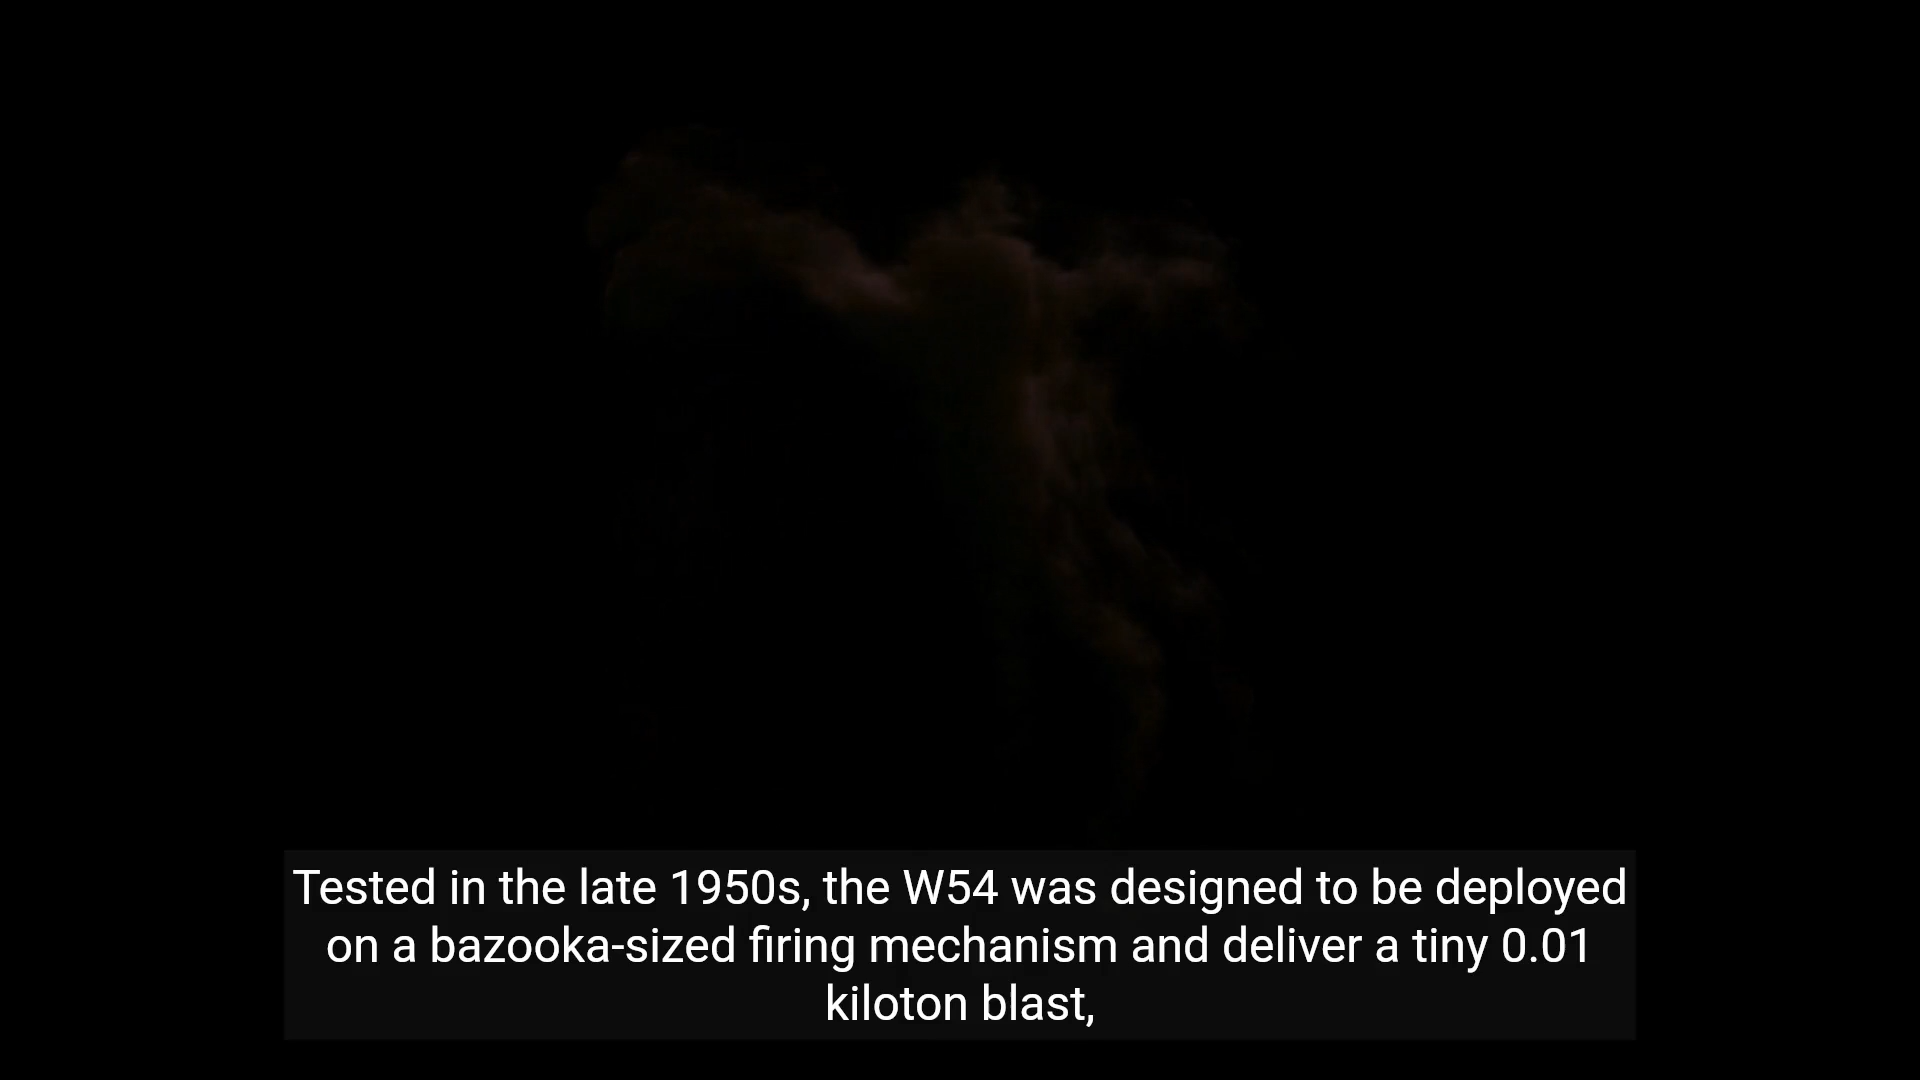 Tested in the late 1950s, the W54 was designed to be deployed
on a bazooka-sized firing mechanism and deliver a tiny 0.01
kiloton blast,